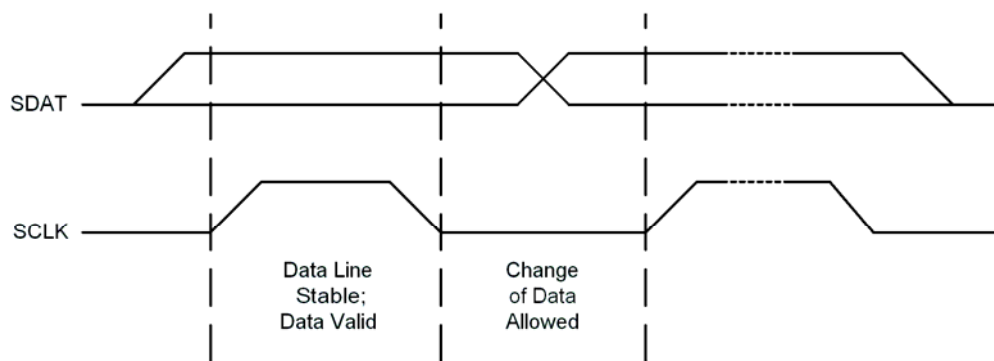 SDAT
SCLK
Data Line
Stable;
Data Valid
Change
of Data
Allowed